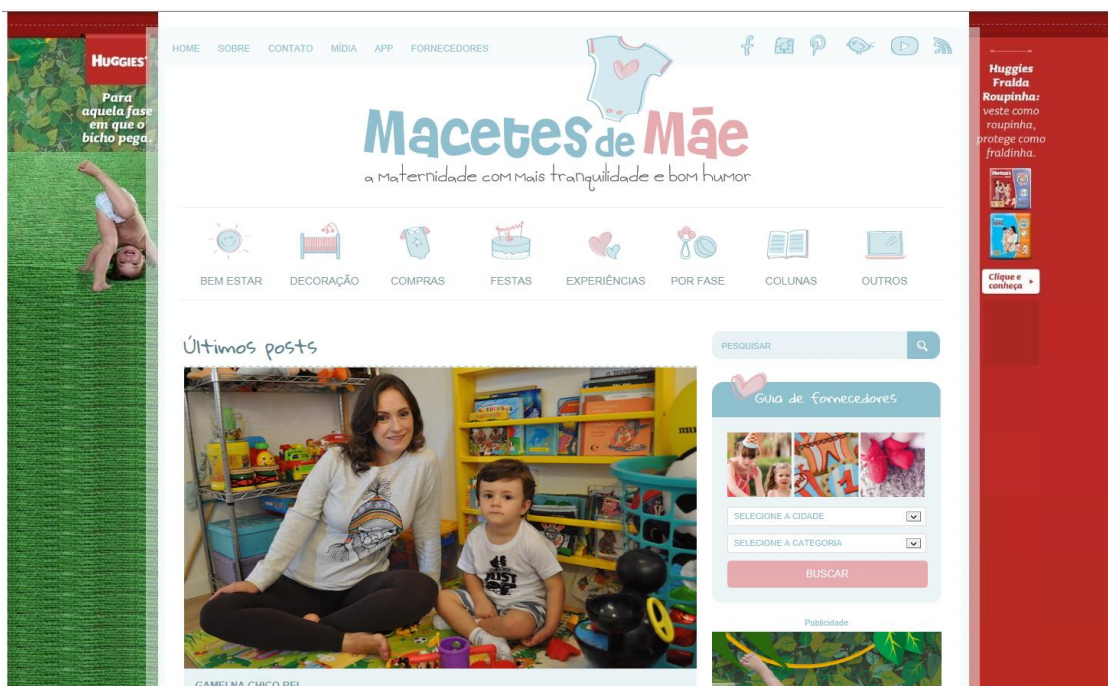 HUGGIES
Para
aquela fase
em que o
bicho pega.
HOME SOBRE CONTATO MÍDIA APP FORNECEDORES
Macetes de Mãe
a maternidade com mais tranquilidade e bom humor
BEM ESTAR DECORAÇÃO COMPRAS FESTAS EXPERIÊNCIAS POR FASE COLUNAS OUTROS
Últimos posts
JUST
PESQUISAR
Guia de fornecedores
SELECIONE A CIDADE
SELECIONE A CATEGORIA
BUSCAR
Publicidade
Huggies
Fralda
Roupinha:
veste como
roupinha,
protege como
fraldinha.
HUGGIES
Clique e
conheça